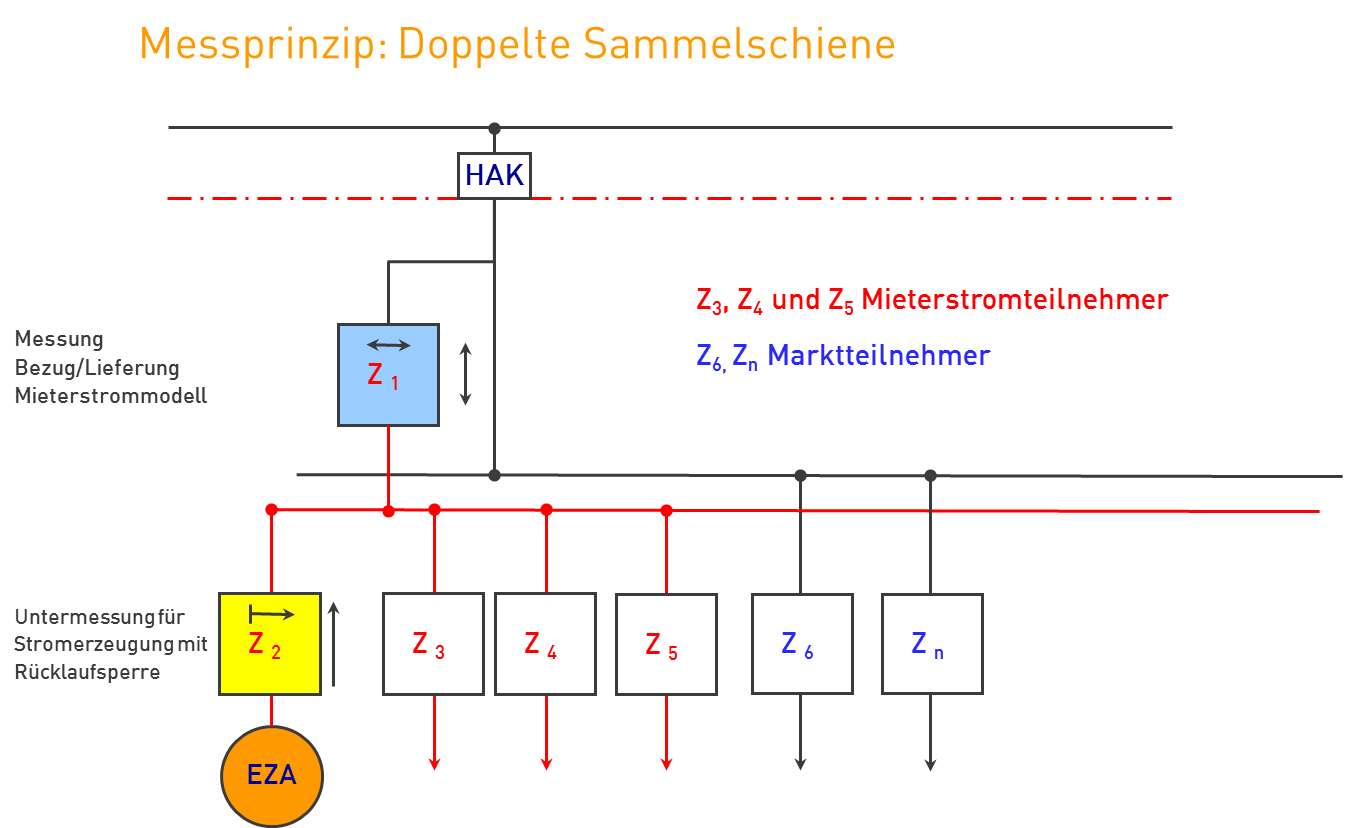 Messprinzip: Doppelte Sammelschiene
HAK
Z3, Z4 und Z5 Mieterstromteilnehmer
Z6, Zn Marktteilnehmer
Messung
Bezug/Lieferung
Mieterstrommodell
Z 1
Untermessung für
Stromerzeugung mit
Rücklaufsperre
Z 2
Z 3
Z 4
Z 5
Z 6
Z n
EZA